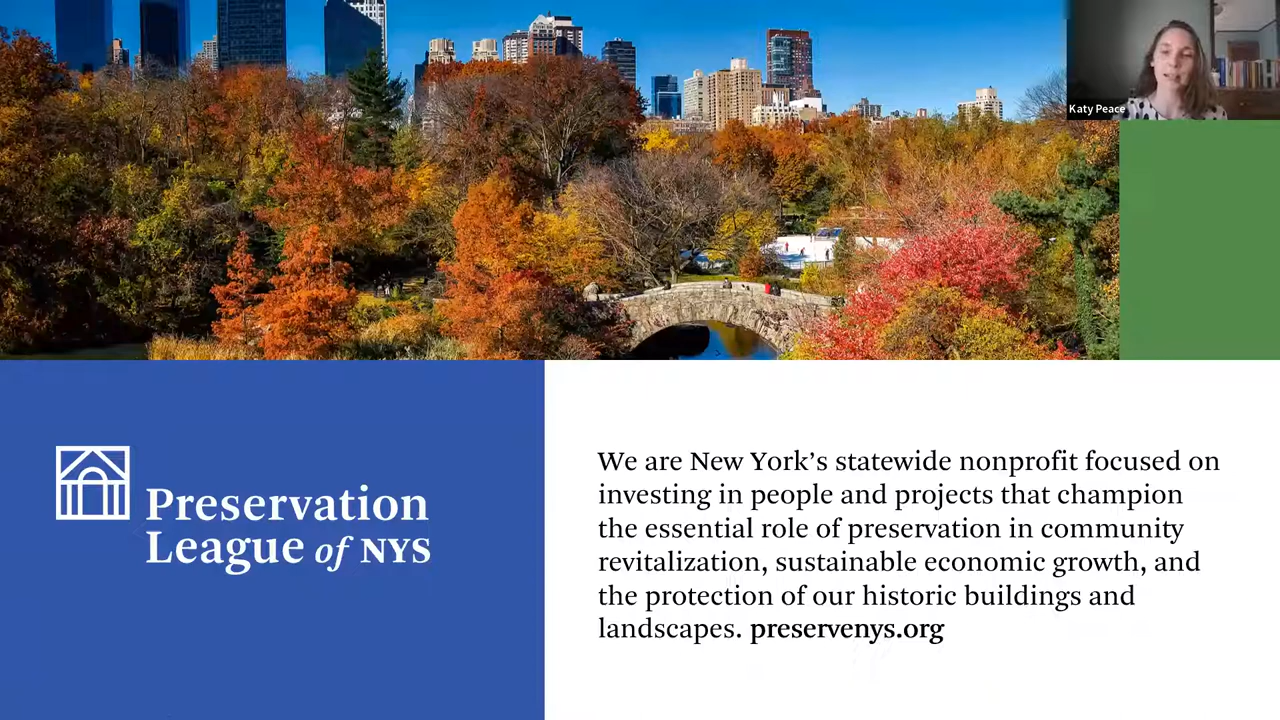 Katy Peace
Preservation
League of NYS
We are New York's statewide nonprofit focused on
investing in people and projects that champion
the essential role of preservation in community
revitalization, sustainable economic growth, and
the protection of our historic buildings and
landscapes. preservenys.org